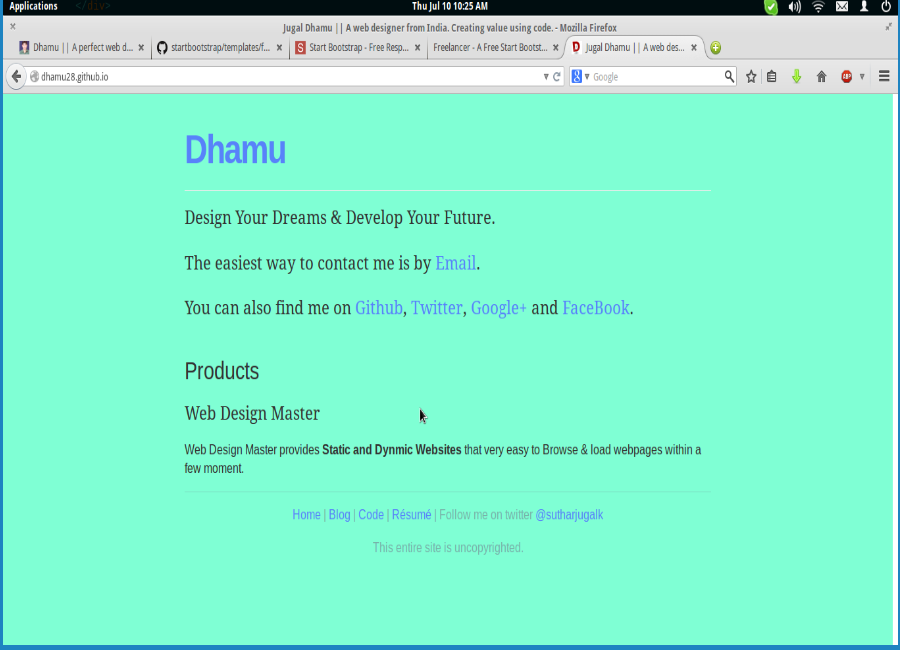 Applications
</div>
Thu Jul 10 10:25 AM
Jugal Dhamu || A web designer from India. Creating value using code. - Mozilla Firefox
Dhamu || A perfect web d...
startbootstrap/templates/f...
Start Bootstrap - Free Resp...
Freelancer - A Free Start Bootst...
Jugal Dhamu || A web des...
dhamu28.github.io
Google
ABP
Dhamu
Design Your Dreams & Develop Your Future.
The easiest way to contact me is by Email.
You can also find me on Github, Twitter, Google+ and FaceBook.
Products
Web Design Master
Web Design Master provides Static and Dynmic Websites that very easy to Browse & load webpages within a
few moment.
Home | Blog | Code | Résumé | Follow me on twitter @sutharjugalk
This entire site is uncopyrighted.